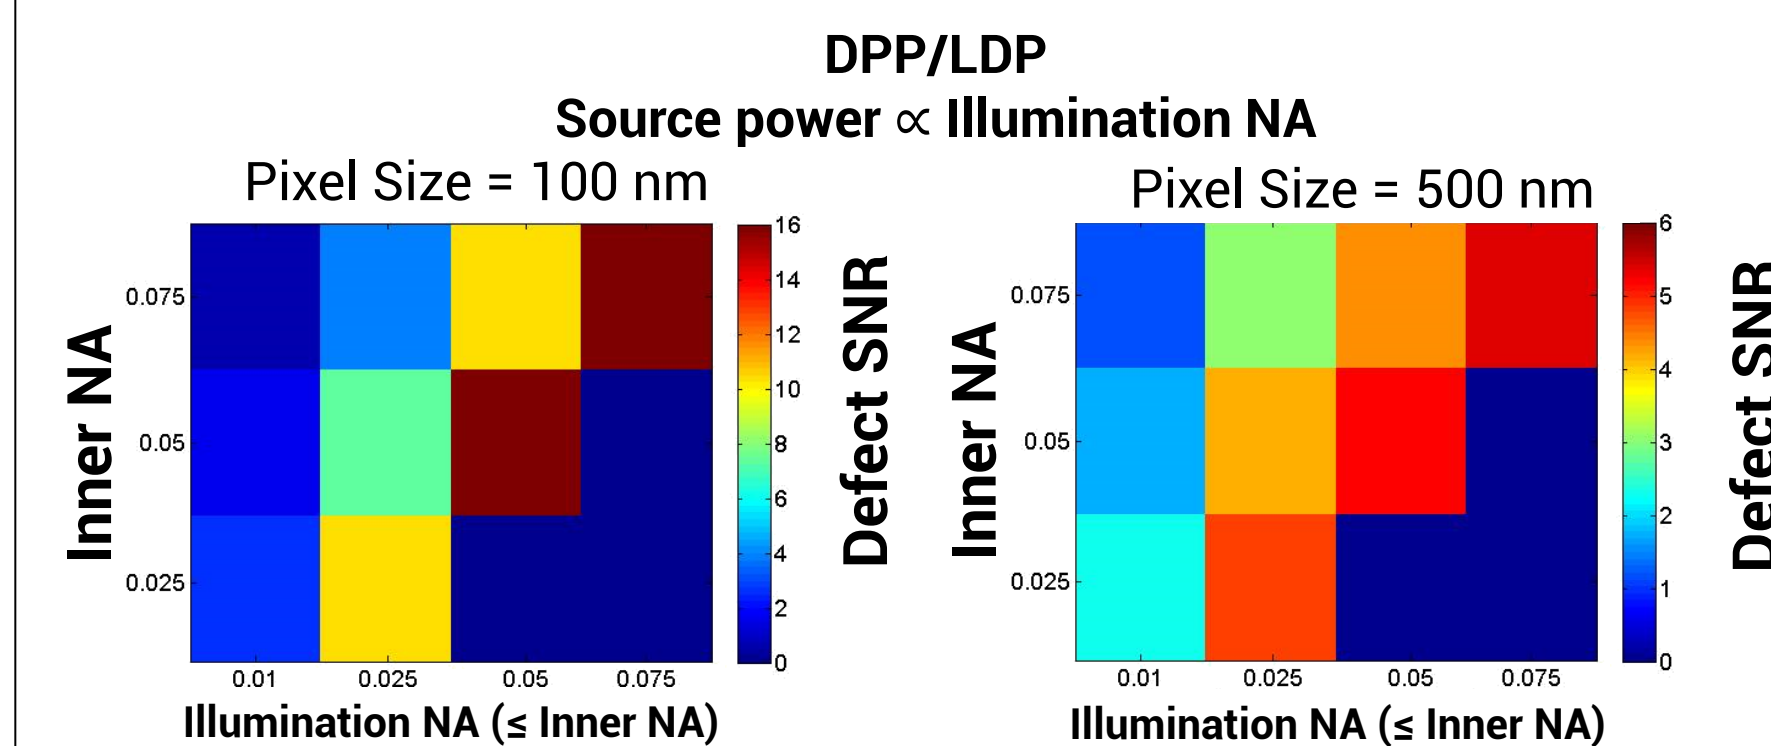 DPP/LDP
Source power ∝ Illumination NA
Pixel Size = 100 nm
Inner NA
0.075
0.05
0.025
0.01 0.025 0.05 0.075
Illumination NA (≤ Inner NA)
16
14
12
10
8
6
4
2
0
Defect SNR
Pixel Size = 500 nm
Inner NA
0.075
0.05
0.025
0.01 0.025 0.05 0.075
Illumination NA (≤ Inner NA)
6
5
4
3
2
1
0
Defect SNR